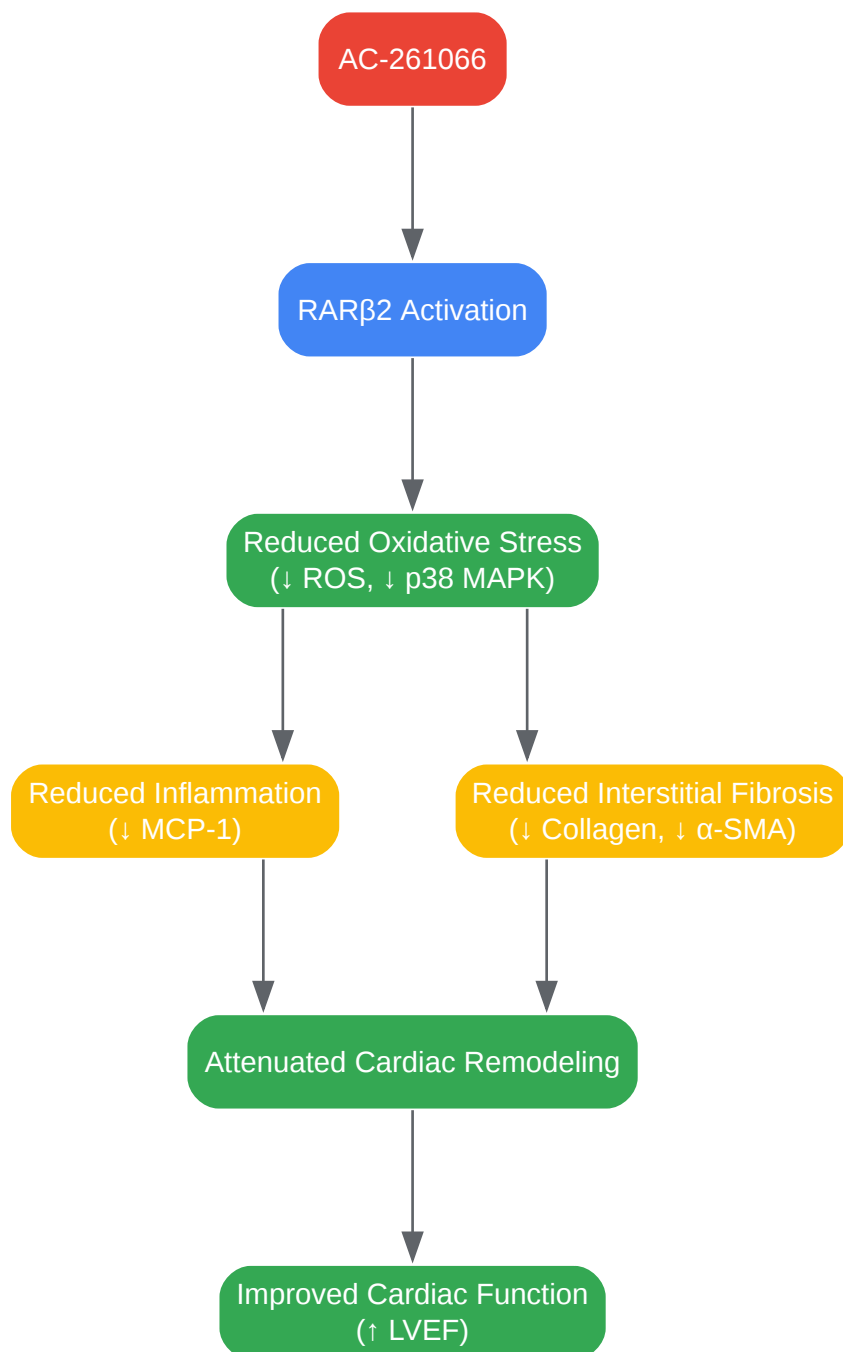 AC-261066
RARβ2 Activation
Reduced Oxidative Stress
(↓ ROS, ↓ p38 MAPK)
Reduced Inflammation
(↓ MCP-1)
Reduced Interstitial Fibrosis
(↓ Collagen, ↓ α-SMA)
Attenuated Cardiac Remodeling
Improved Cardiac Function
(↑ LVEF)